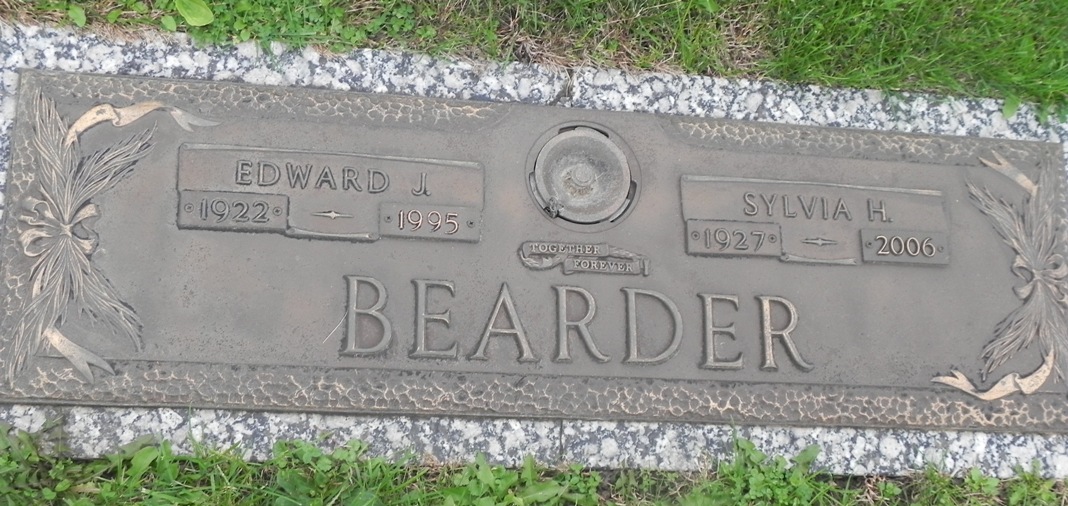 EDWARD J.
1922 1995
SYLVIA H.
1927 2006
TOGETHER
FOREVER
BEARDER